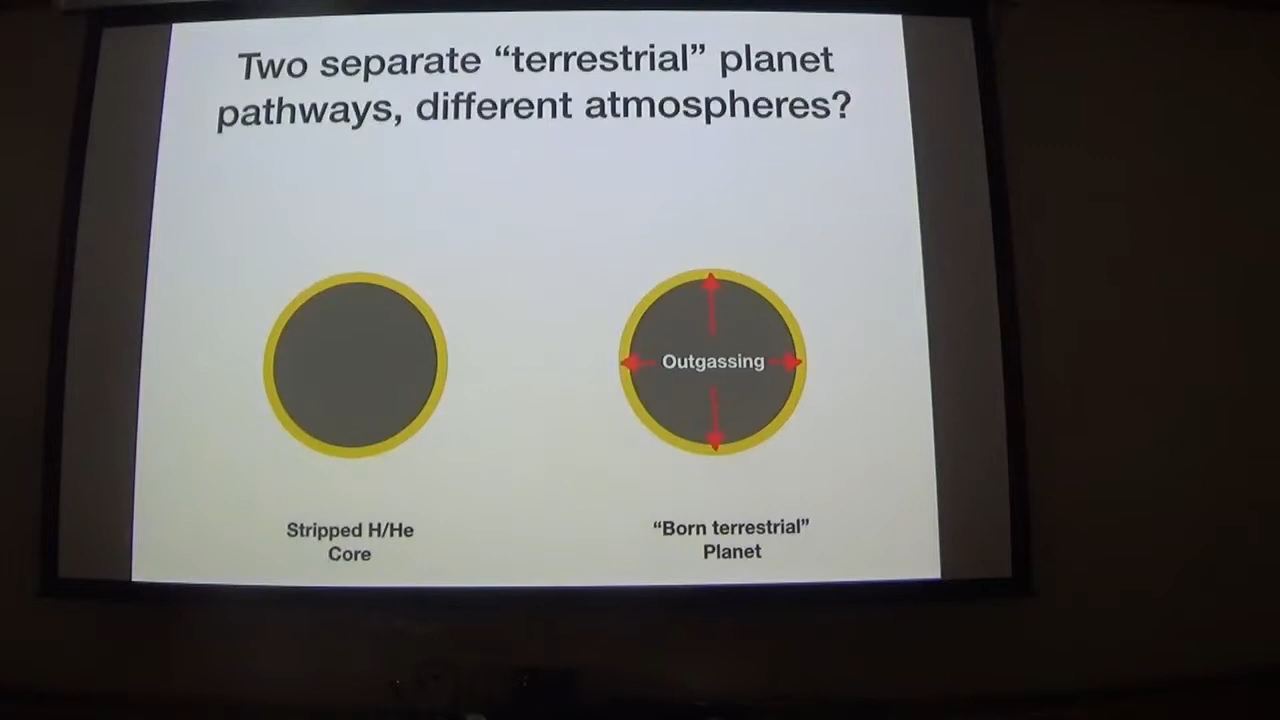 Two separate “terrestrial” planet
pathways, different atmospheres?
Outgassing
Stripped H/He
Core
“Born terrestrial”
Planet